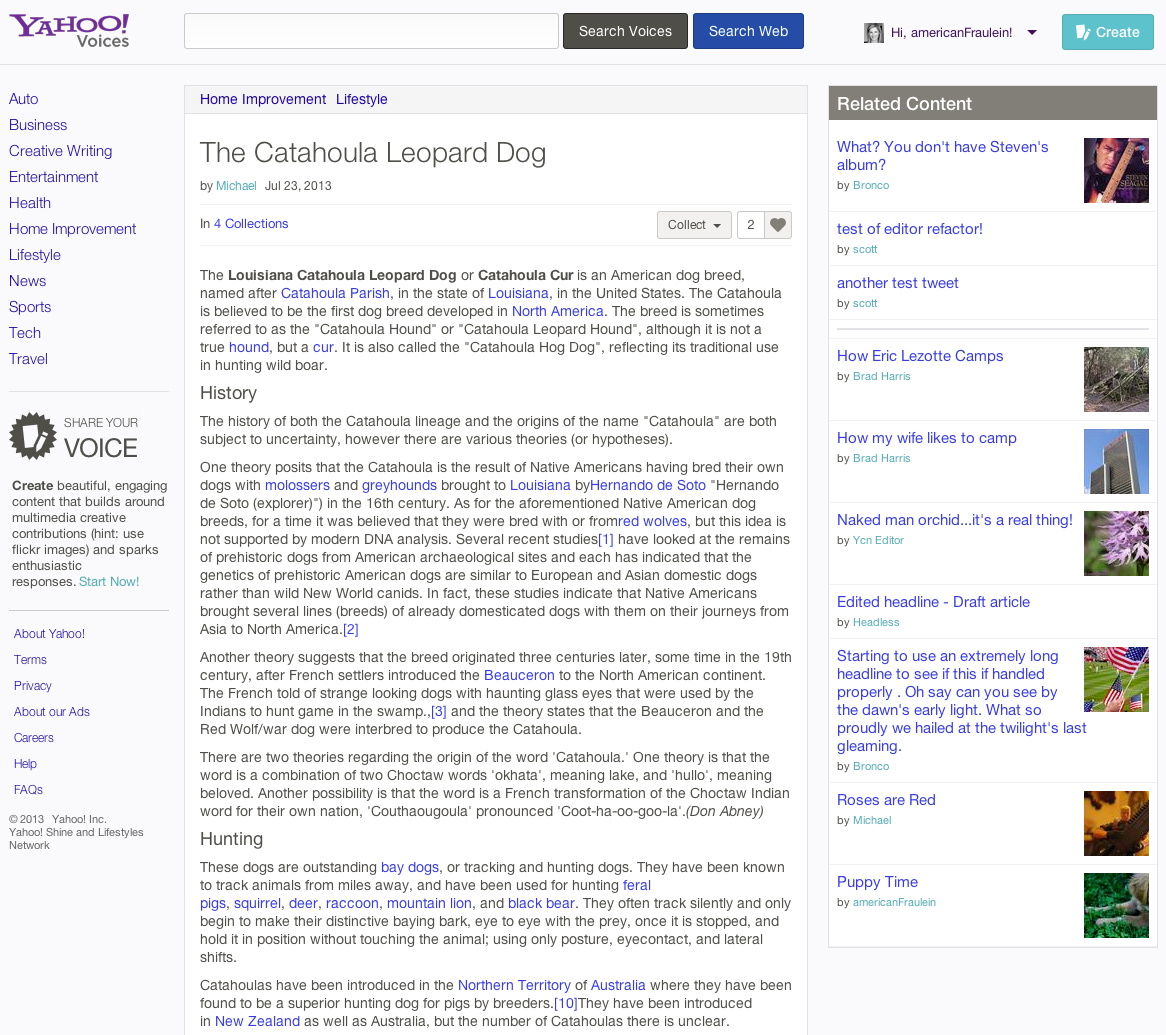 YAHOO!
Voices
Search Voices
Search Web
Hi, americanFraulein!
Create
Auto
Business
Creative Writing
Entertainment
Health
Home Improvement
Lifestyle
News
Sports
Tech
Travel
SHARE YOUR
VOICE
Create beautiful, engaging
content that builds around
multimedia creative
contributions (hint: use
flickr images) and sparks
enthusiastic
responses. Start Now!
About Yahoo!
Terms
Privacy
About our Ads
Careers
Help
FAQs
© 2013 Yahoo! Inc.
Yahoo! Shine and Lifestyles
Network
Home Improvement Lifestyle
The Catahoula Leopard Dog
by Michael Jul 23, 2013
In 4 Collections
Collect
2
The Louisiana Catahoula Leopard Dog or Catahoula Cur is an American dog breed,
named after Catahoula Parish, in the state of Louisiana, in the United States. The Catahoula
is believed to be the first dog breed developed in North America. The breed is sometimes
referred to as the "Catahoula Hound" or "Catahoula Leopard Hound", although it is not a
true hound, but a cur. It is also called the "Catahoula Hog Dog", reflecting its traditional use
in hunting wild boar.
History
The history of both the Catahoula lineage and the origins of the name "Catahoula" are both
subject to uncertainty, however there are various theories (or hypotheses).
One theory posits that the Catahoula is the result of Native Americans having bred their own
dogs with molossers and greyhounds brought to Louisiana byHernando de Soto "Hernando
de Soto (explorer)") in the 16th century. As for the aforementioned Native American dog
breeds, for a time it was believed that they were bred with or fromred wolves, but this idea is
not supported by modern DNA analysis. Several recent studies[1] have looked at the remains
of prehistoric dogs from American archaeological sites and each has indicated that the
genetics of prehistoric American dogs are similar to European and Asian domestic dogs
rather than wild New World canids. In fact, these studies indicate that Native Americans
brought several lines (breeds) of already domesticated dogs with them on their journeys from
Asia to North America.[2]
Another theory suggests that the breed originated three centuries later, some time in the 19th
century, after French settlers introduced the Beauceron to the North American continent.
The French told of strange looking dogs with haunting glass eyes that were used by the
Indians to hunt game in the swamp.,[3] and the theory states that the Beauceron and the
Red Wolf/war dog were interbred to produce the Catahoula.
There are two theories regarding the origin of the word 'Catahoula.' One theory is that the
word is a combination of two Choctaw words 'okhata', meaning lake, and 'hullo', meaning
beloved. Another possibility is that the word is a French transformation of the Choctaw Indian
word for their own nation, 'Couthaougoula' pronounced 'Coot-ha-oo-goo-la'.(Don Abney)
Hunting
These dogs are outstanding bay dogs, or tracking and hunting dogs. They have been known
to track animals from miles away, and have been used for hunting feral
pigs, squirrel, deer, raccoon, mountain lion, and black bear. They often track silently and only
begin to make their distinctive baying bark, eye to eye with the prey, once it is stopped, and
hold it in position without touching the animal; using only posture, eyecontact, and lateral
shifts.
Catahoulas have been introduced in the Northern Territory of Australia where they have been
found to be a superior hunting dog for pigs by breeders.[10]They have been introduced
in New Zealand as well as Australia, but the number of Catahoulas there is unclear.
Related Content
What? You don't have Steven's
album?
by Bronco
STEVEN
SEAGAL
test of editor refactor!
by scott
another test tweet
by scott
How Eric Lezotte Camps
by Brad Harris
How my wife likes to camp
by Brad Harris
Naked man orchid...it's a real thing!
by Ycn Editor
Edited headline - Draft article
by Headless
Starting to use an extremely long
headline to see if this if handled
properly . Oh say can you see by
the dawn's early light. What so
proudly we hailed at the twilight's last
gleaming.
by Bronco
Roses are Red
by Michael
Puppy Time
by americanFraulein